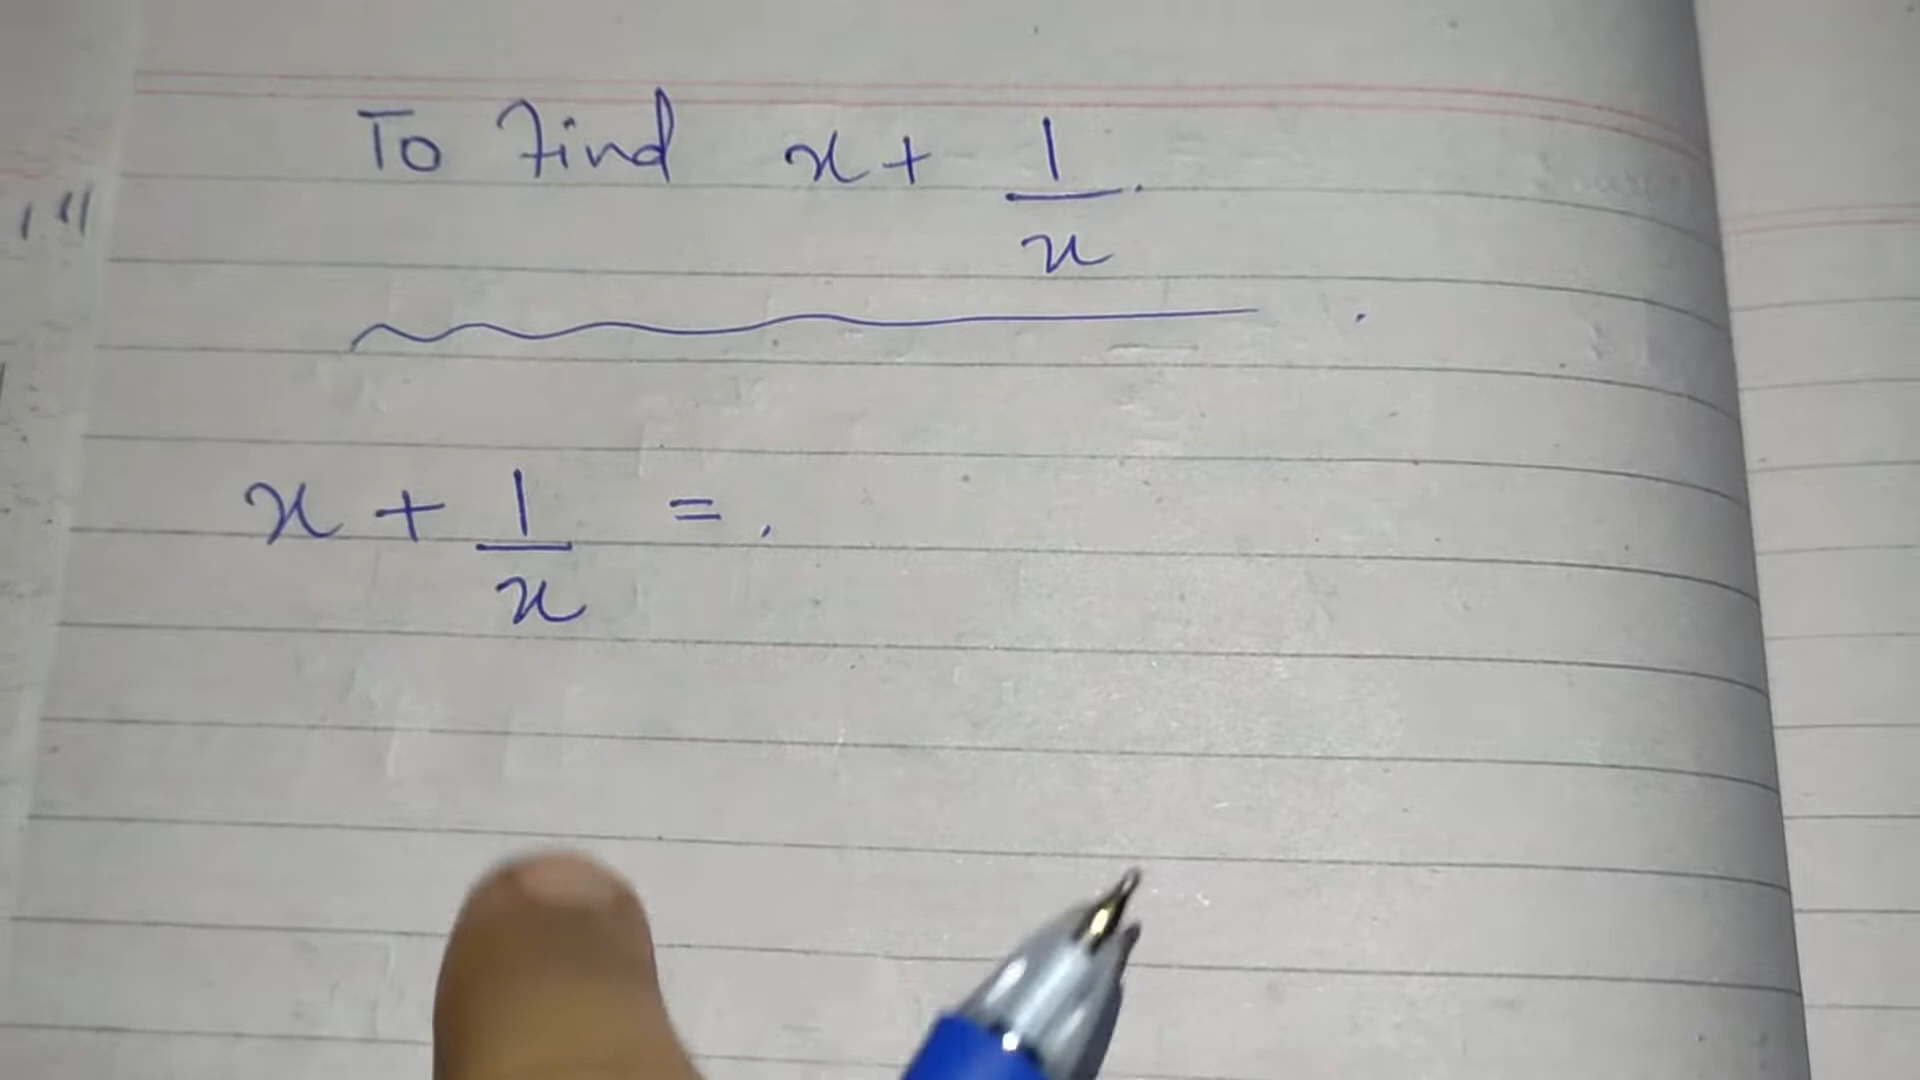 To Find x + 1/x.
x + 1/x =